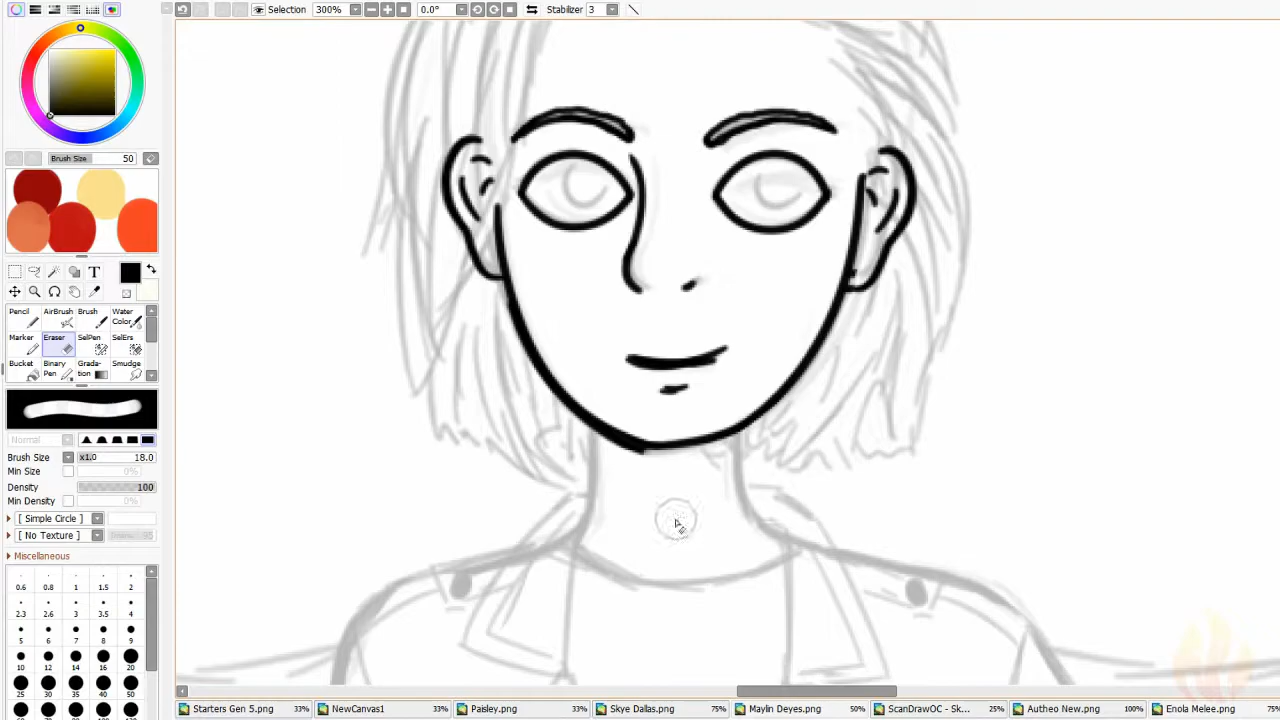 Selection 300% 0.0° Stabilizer 3
Brush Size 50
T
Pencil AirBrush Brush Water Color
Marker Eraser SelPen SelErs
Bucket Binary Pen Grada-tion Smudge
Normal
Brush Size x1.0 18.0
Min Size 0%
Density 100
Min Density 0%
[ Simple Circle ]
[ No Texture ]
Miscellaneous
0.6 0.8 1 1.5 2
2.3 2.6 3 3.5 4
5 6 7 8 9
10 12 14 16 20
25 30 35 40 50
Starters Gen 5.png 33% NewCanvas1 33% Paisley.png 33% Skye Dallas.png 75% Maylin Deyes.png 100% ScanDrawOC - Sk... 25% Autheo New.png 100% Enola Melee.png 75%